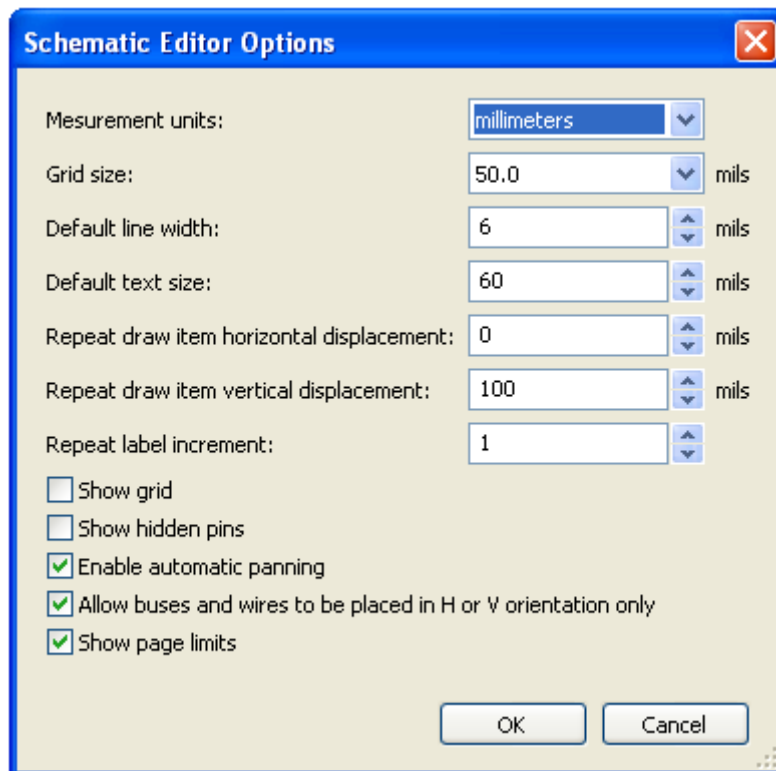 Schematic Editor Options
Mesurement units: millimeters
Grid size: 50.0 mils
Default line width: 6 mils
Default text size: 60 mils
Repeat draw item horizontal displacement: 0 mils
Repeat draw item vertical displacement: 100 mils
Repeat label increment: 1
Show grid
Show hidden pins
Enable automatic panning
Allow buses and wires to be placed in H or V orientation only
Show page limits
OK Cancel